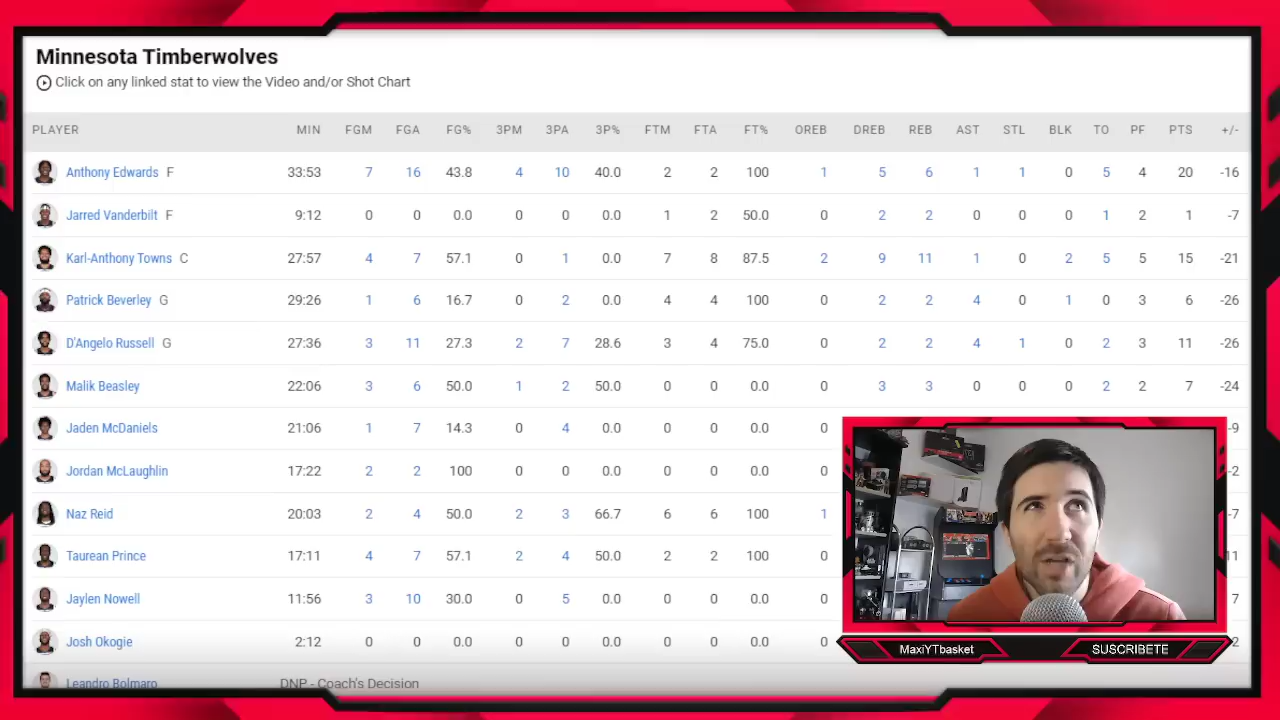 Minnesota Timberwolves
Click on any linked stat to view the Video and/or Shot Chart
PLAYER MIN FGM FGA FG% 3PM 3PA 3P% FTM FTA FT% OREB DREB REB AST STL BLK TO PF PTS +/-
Anthony Edwards F 33:53 7 16 43.8 4 10 40.0 2 2 100 1 5 6 1 1 0 5 4 20 -16
Jarred Vanderbilt F 9:12 0 0 0.0 0 0 0.0 1 2 50.0 0 2 2 0 0 0 1 2 1 -7
Karl-Anthony Towns C 27:57 4 7 57.1 0 1 0.0 7 8 87.5 2 9 11 1 0 2 5 5 15 -21
Patrick Beverley G 29:26 1 6 16.7 0 2 0.0 4 4 100 0 2 2 4 0 1 0 3 6 -26
D'Angelo Russell G 27:36 3 11 27.3 2 7 28.6 3 4 75.0 0 2 2 4 1 0 2 3 11 -26
Malik Beasley 22:06 3 6 50.0 1 2 50.0 0 0 0.0 0 3 3 0 0 0 2 2 7 -24
Jaden McDaniels 21:06 1 7 14.3 0 4 0.0 0 0 0.0 0 -9
Jordan McLaughlin 17:22 2 2 100 0 0 0.0 0 0 0.0 0 -2
Naz Reid 20:03 2 4 50.0 2 3 66.7 6 6 100 1 -7
Taurean Prince 17:11 4 7 57.1 2 4 50.0 2 2 100 0 11
Jaylen Nowell 11:56 3 10 30.0 0 5 0.0 0 0 0.0 0 7
Josh Okogie 2:12 0 0 0.0 0 0 0.0 0 0 0.0 0 2
Leandro Bolmaro DNP - Coach's Decision
MaxiYTbasket
SUSCRIBETE